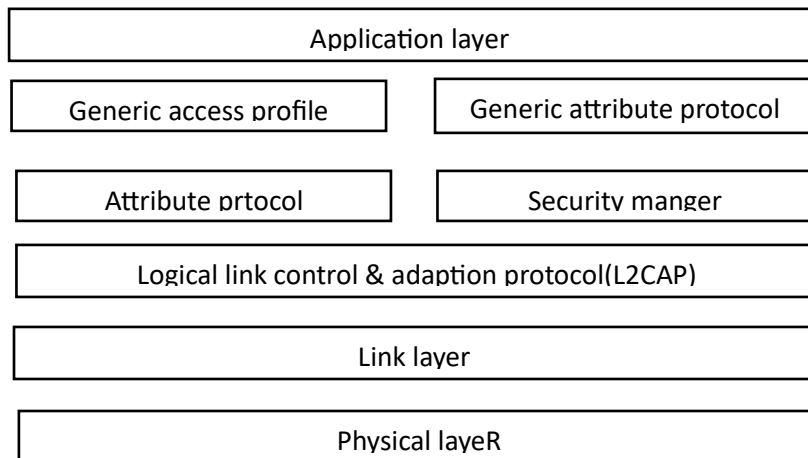 Application layer
Generic access profile
Generic attribute protocol
Attribute prtocol
Security manger
Logical link control & adaption protocol(L2CAP)
Link layer
Physical layeR